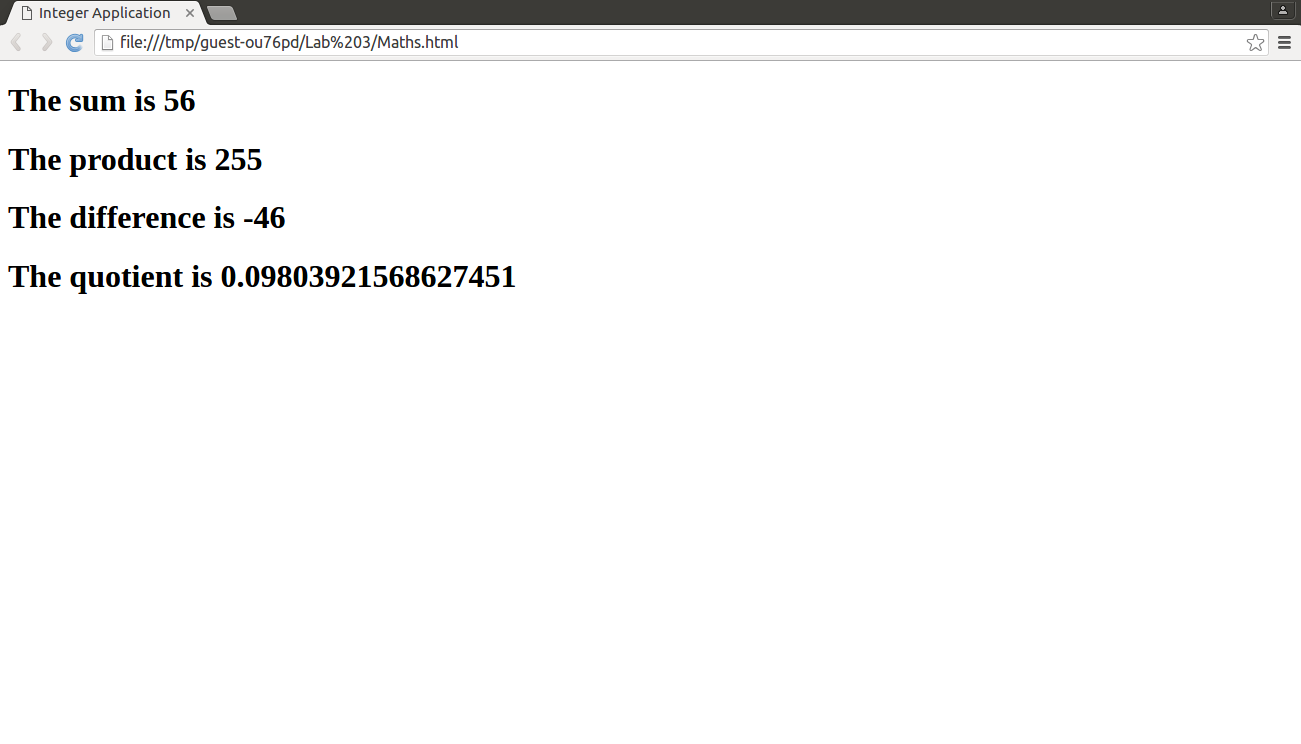 Integer Application
file:///tmp/guest-ou76pd/Lab%203/Maths.html
The sum is 56
The product is 255
The difference is -46
The quotient is 0.09803921568627451